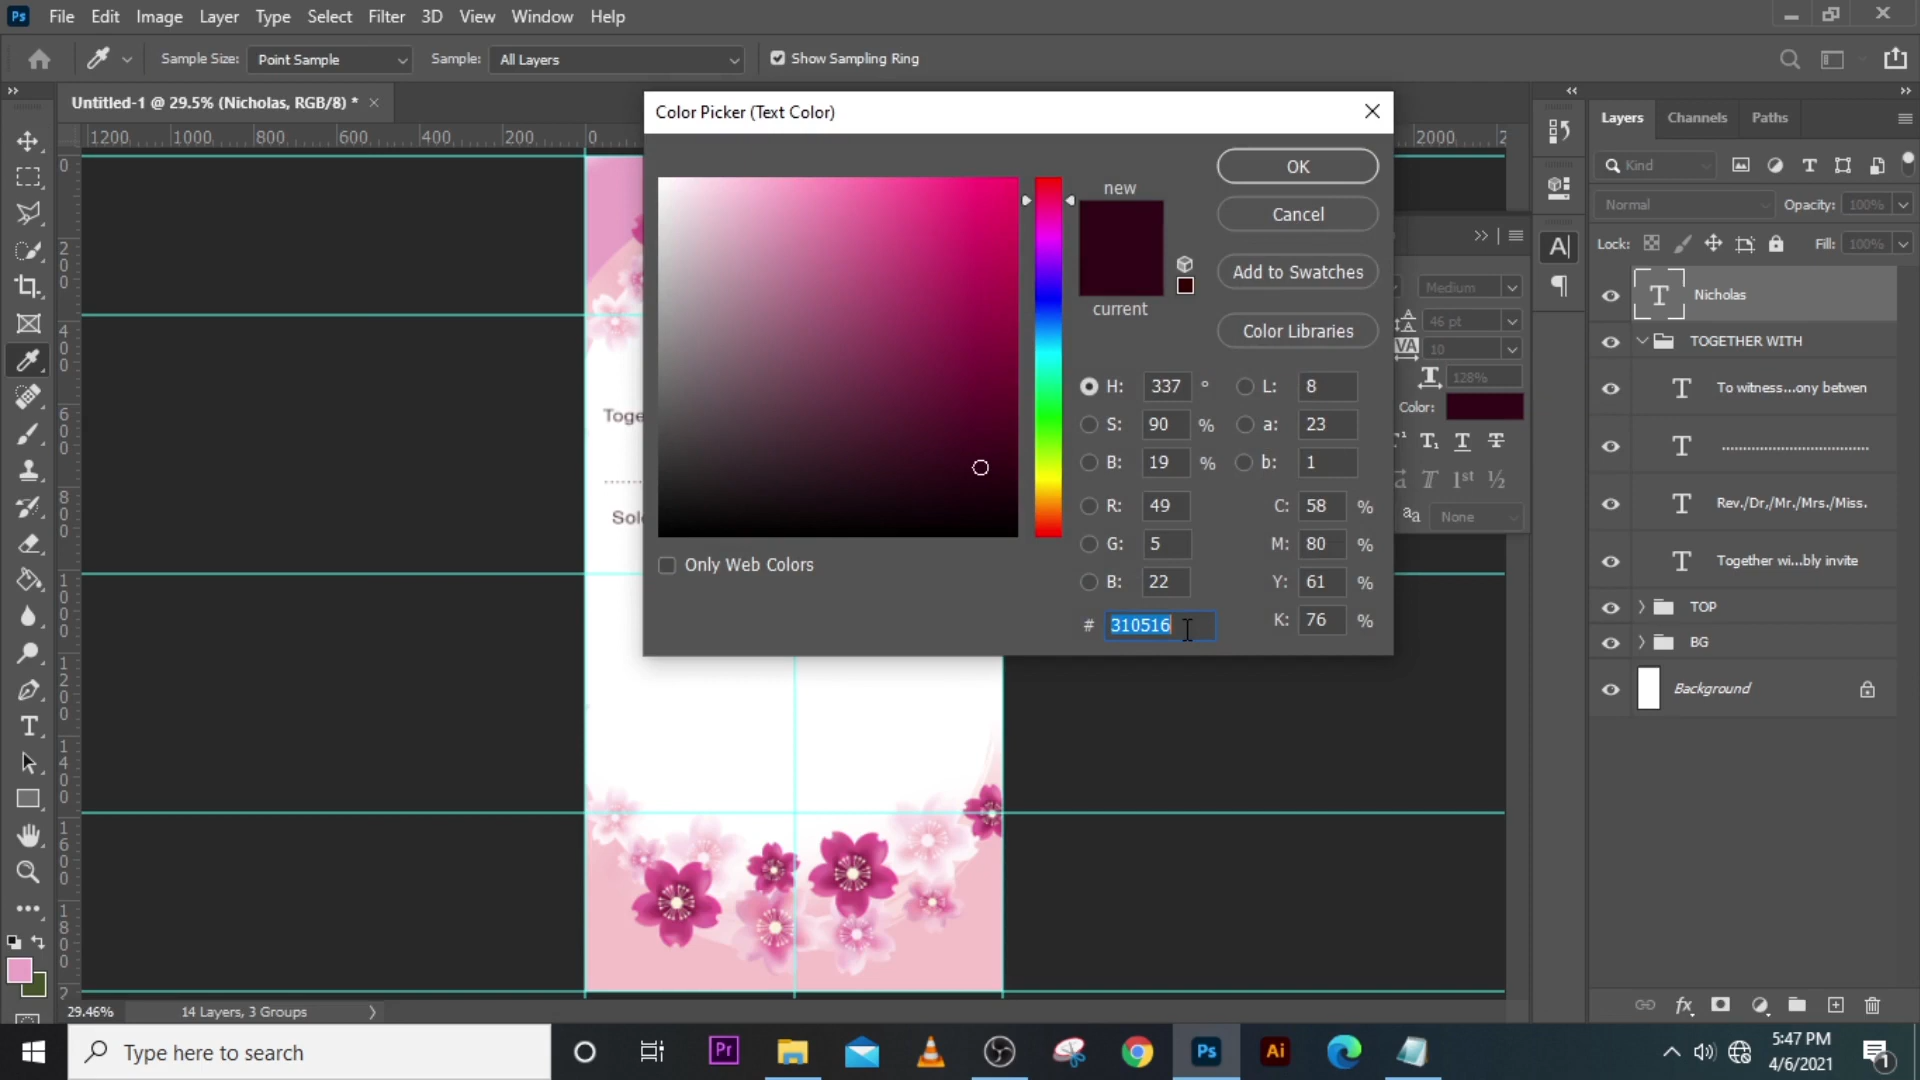 Ps File Edit Image Layer Type Select Filter 3D View Window Help
Sample Size: Point Sample Sample: All Layers Show Sampling Ring
Untitled-1 @ 29.5% (Nicholas, RGB/8) *
1200 1000 800 600 400 200 0 2000
Color Picker (Text Color)
OK
new
Cancel
Add to Swatches
current
Color Libraries
H: 337 ° L: 8
S: 90 % a: 23
B: 19 % b: 1
R: 49 C: 58 %
G: 5 M: 80 %
B: 22 Y: 61 %
# 310516 K: 76 %
Only Web Colors
Toge
Sole
Medium
46 pt
10
128%
Color:
None
Layers Channels Paths
Kind
Normal Opacity: 100%
Lock: Fill: 100%
Nicholas
TOGETHER WITH
To witness...ony betwen
Rev./Dr,/Mr./Mrs./Miss.
Together wi...bly invite
TOP
BG
Background
29.46% 14 Layers, 3 Groups
Type here to search
Pr
Ps
Ai
5:47 PM
4/6/2021
1